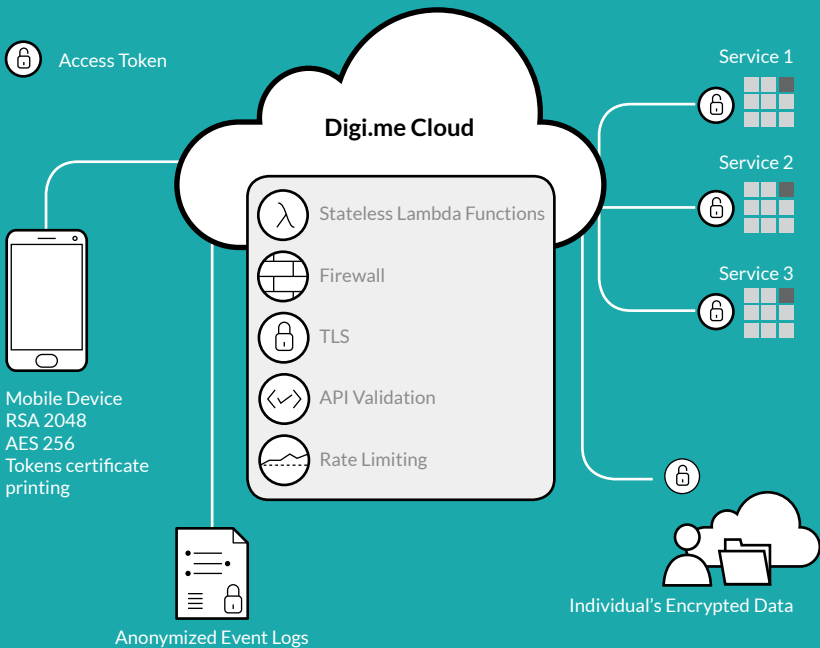 Access Token
Digi.me Cloud
Stateless Lambda Functions
Firewall
TLS
API Validation
Rate Limiting
Service 1
Service 2
Service 3
Mobile Device
RSA 2048
AES 256
Tokens certificate
printing
Individual's Encrypted Data
Anonymized Event Logs